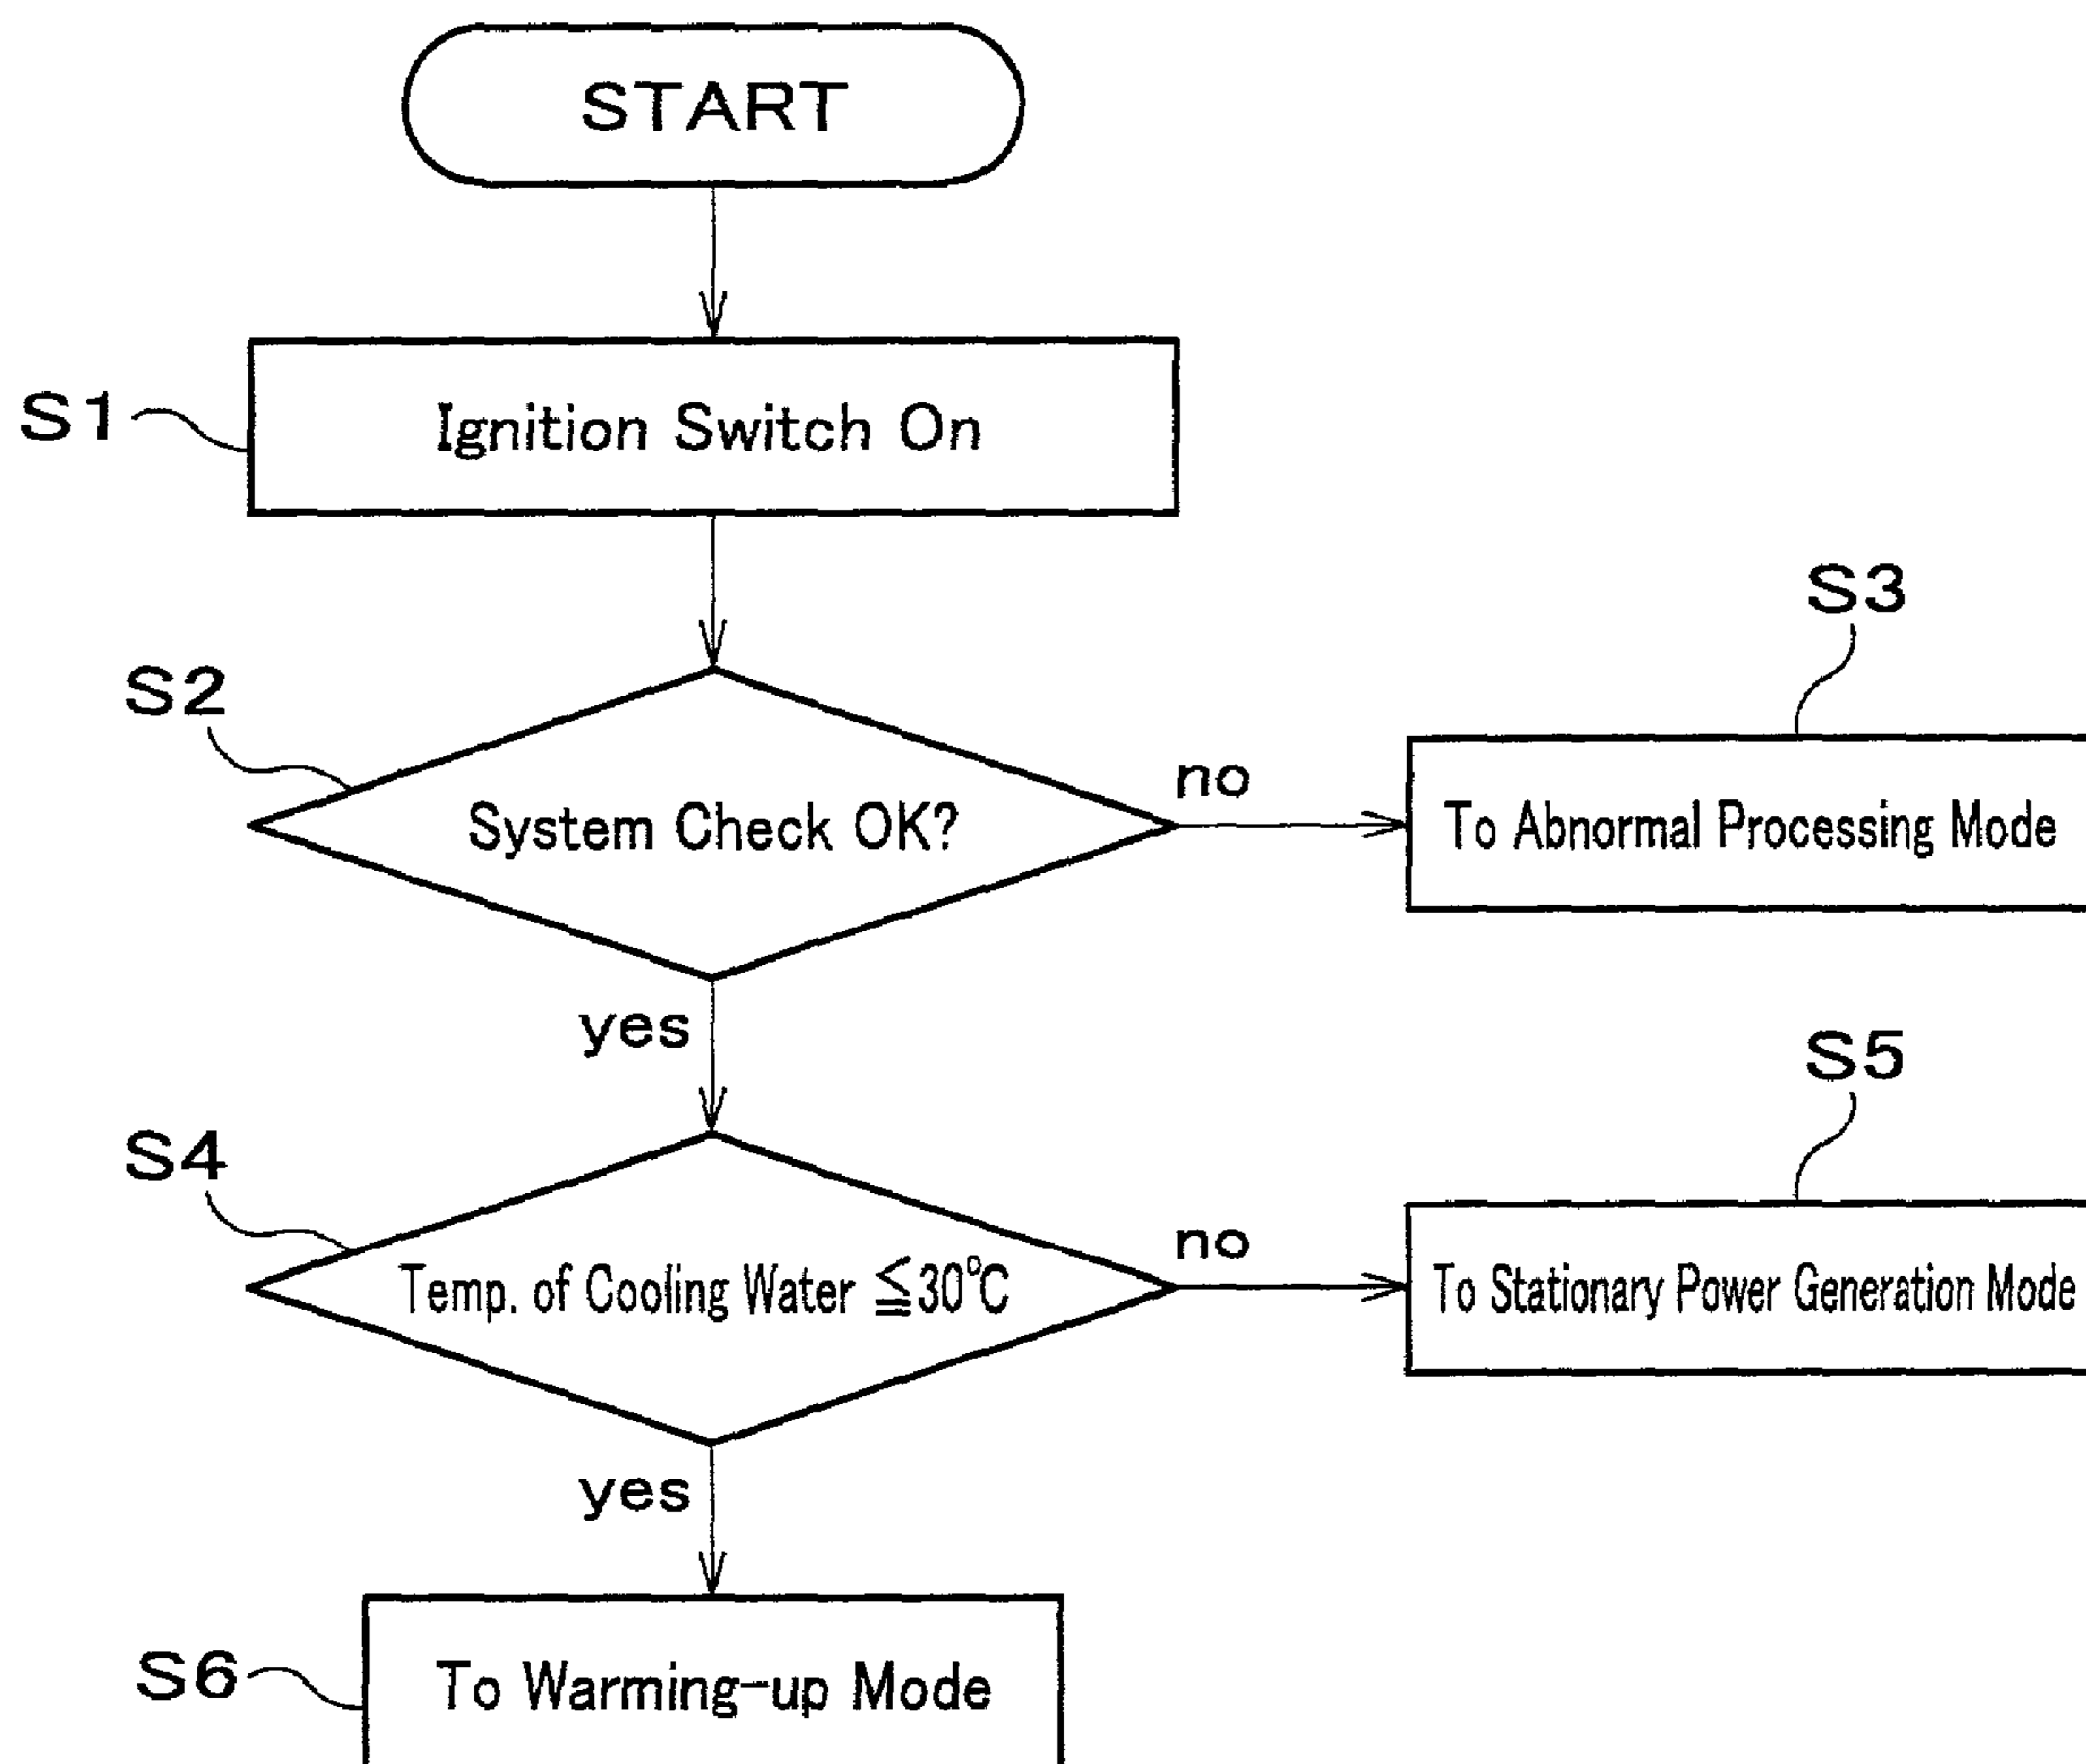 START
S1
Ignition Switch On
S2
System Check OK?
no
S3
To Abnormal Processing Mode
yes
S4
Temp. of Cooling Water ≦30℃
no
S5
To Stationary Power Generation Mode
yes
S6
To Warming-up Mode